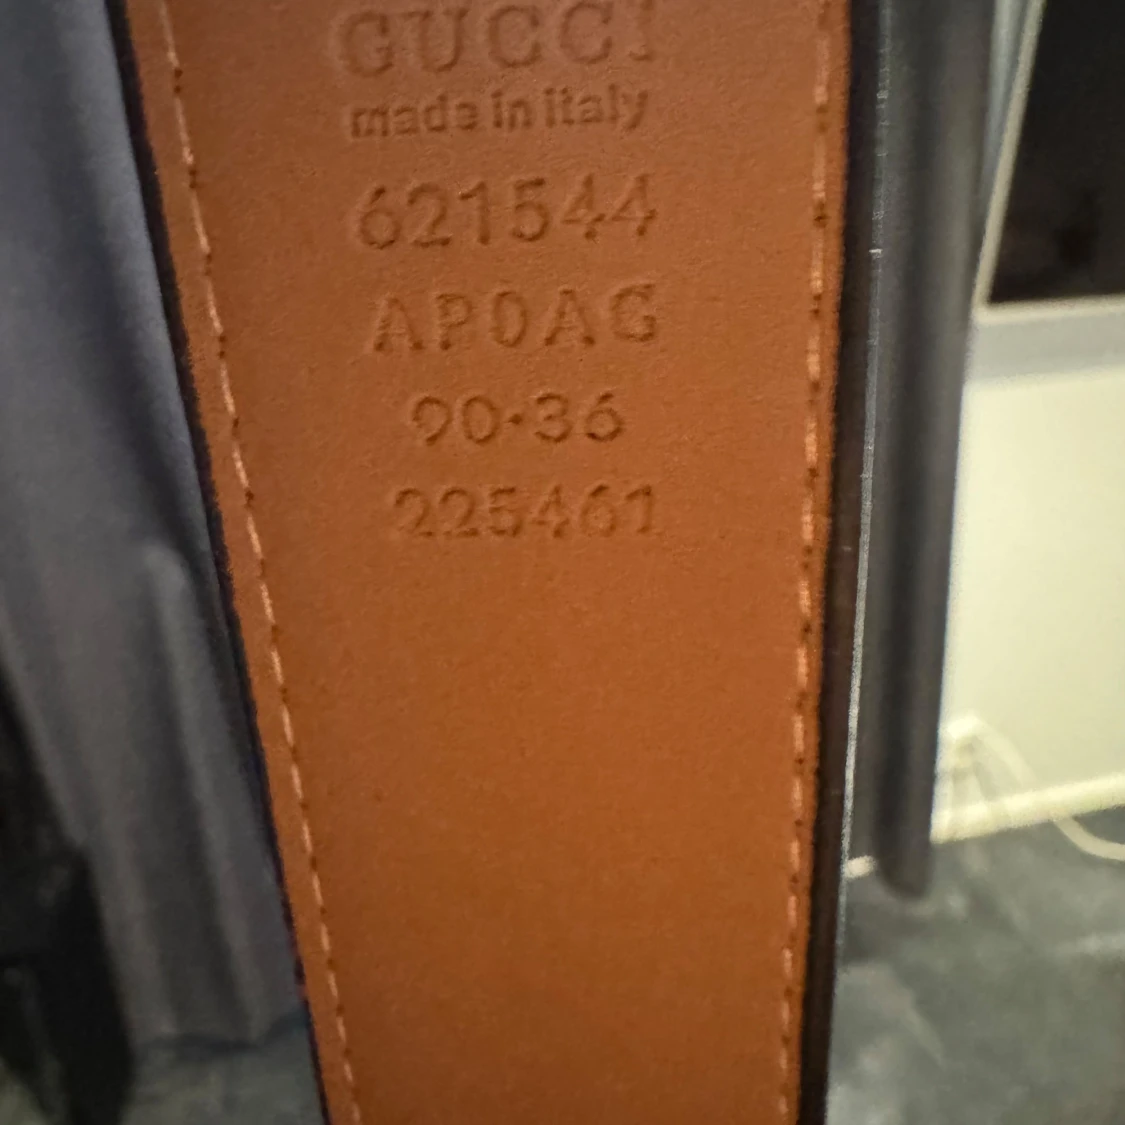 GUCCI
made in italy
621544
AP0AG
90·36
225461